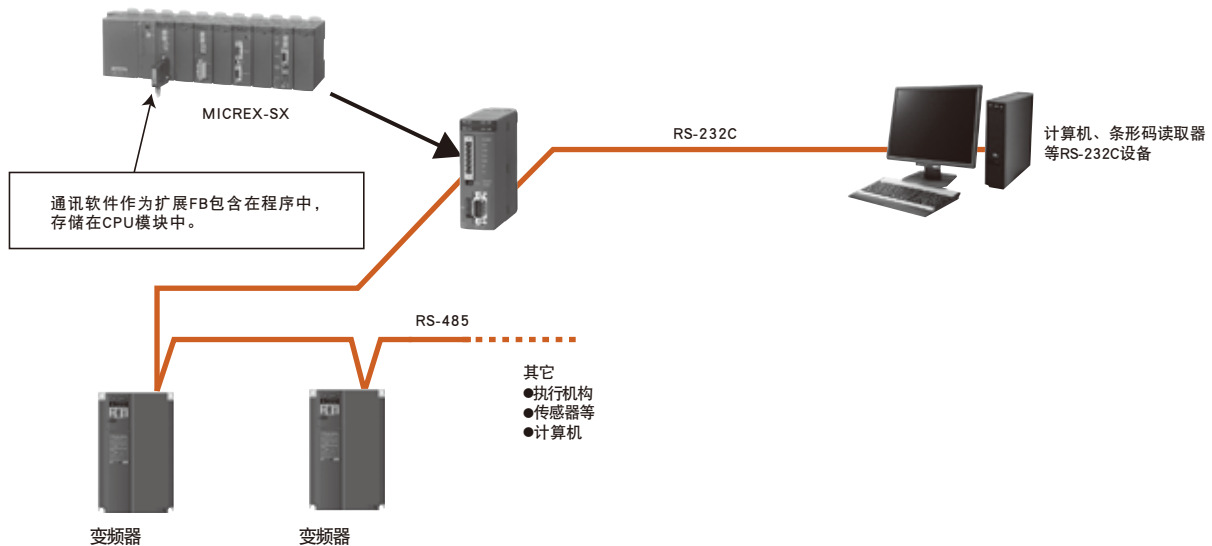 MICREX-SX
RS-232C
计算机、条形码读取器
等RS-232C设备
通讯软件作为扩展FB包含在程序中，
存储在CPU模块中。
RS-485
其它
●执行机构
●传感器等
●计算机
变频器
变频器